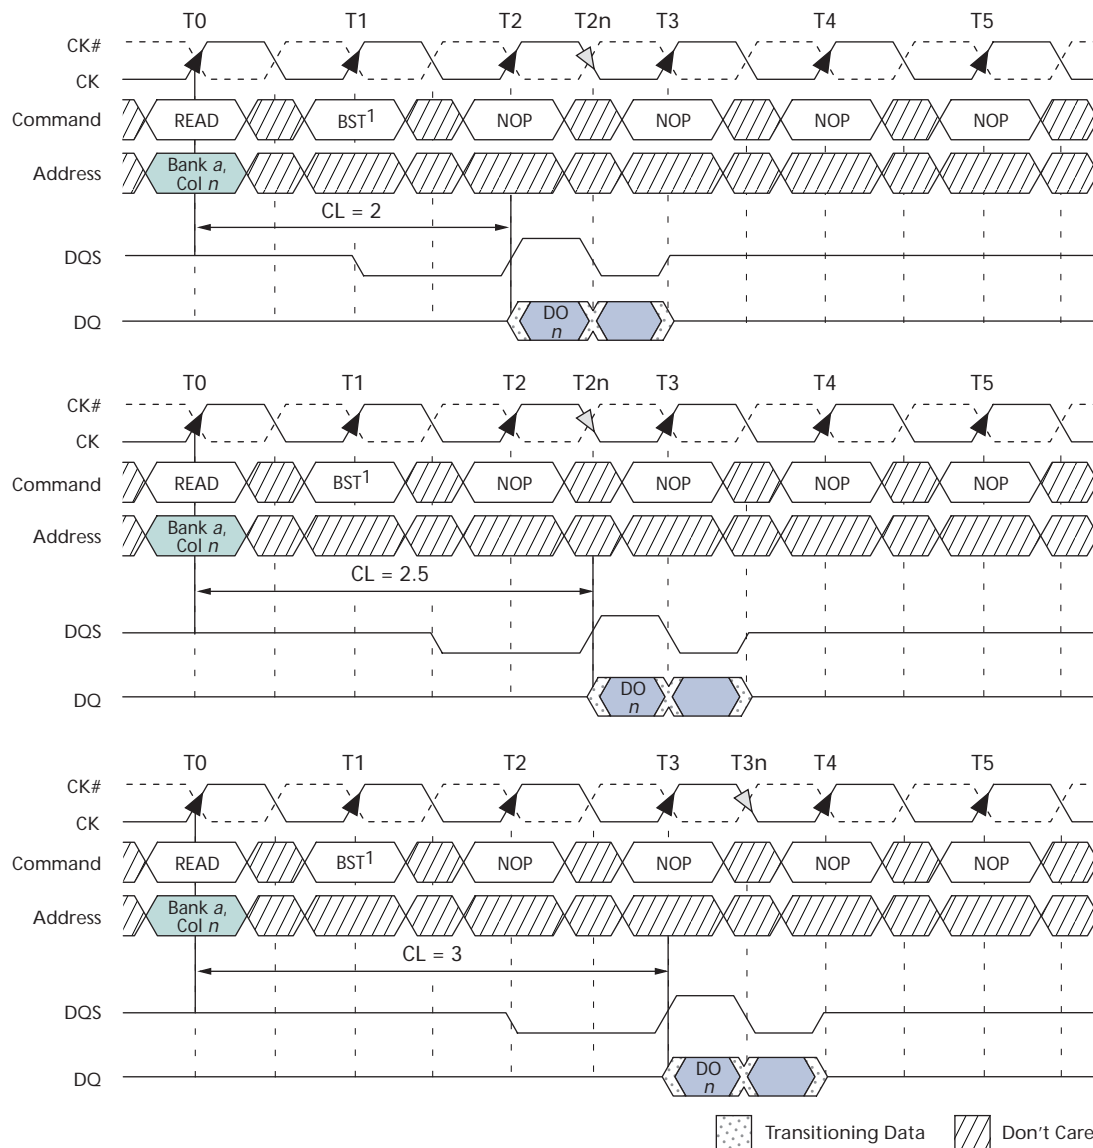 T0 T1 T2 T2n T3 T4 T5
CK#
CK
Command READ BST1 NOP NOP NOP NOP
Address Bank a,
Col n
CL = 2
DQS
DQ DO
n
T0 T1 T2 T2n T3 T4 T5
CK#
CK
Command READ BST1 NOP NOP NOP NOP
Address Bank a,
Col n
CL = 2.5
DQS
DQ DO
n
T0 T1 T2 T3 T3n T4 T5
CK#
CK
Command READ BST1 NOP NOP NOP NOP
Address Bank a,
Col n
CL = 3
DQS
DQ DO
n
Transitioning Data Don't Care